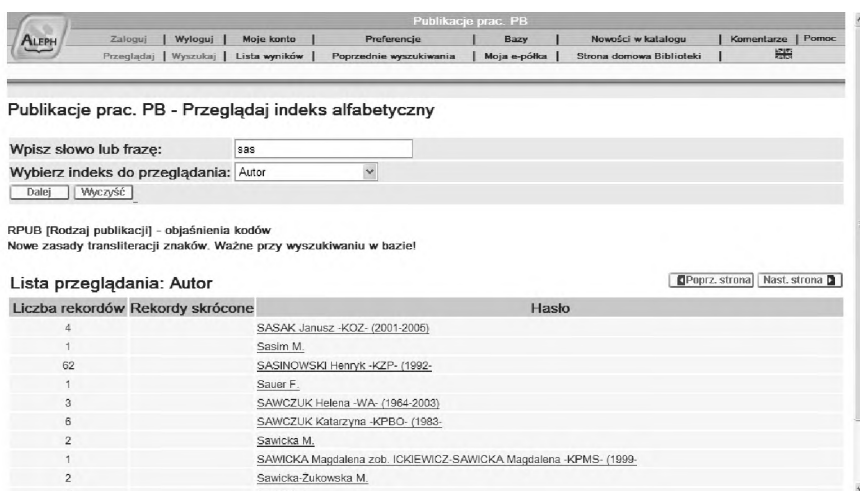 Publikacje prac. PB
ALEPH
Zaloguj | Wyloguj | Moje konto | Preferencje | Bazy | Nowości w katalogu | Komentarze | Pomoc
Przeglądaj | Wyszukaj | Lista wyników | Poprzednie wyszukiwania | Moja e-półka | Strona domowa Biblioteki |
Publikacje prac. PB - Przeglądaj indeks alfabetyczny
Wpisz słowo lub frazę: sas
Wybierz indeks do przeglądania: Autor
Dalej Wyczyść
RPUB [Rodzaj publikacji] - objaśnienia kodów
Nowe zasady transliteracji znaków. Ważne przy wyszukiwaniu w bazie!
Lista przeglądania: Autor Poprz. strona Nast. strona
Liczba rekordów Rekordy skrócone Hasło
4 SASAK Janusz -KOZ- (2001-2005)
1 Sasim M.
62 SASINOWSKI Henryk -KZP- (1992-
1 Sauer F.
3 SAWCZUK Helena -WA- (1964-2003)
6 SAWCZUK Katarzyna -KPBO- (1983-
2 Sawicka M.
1 SAWICKA Magdalena zob. ICKIEWICZ-SAWICKA Magdalena -KPMS- (1999-
2 Sawicka-Żukowska M.